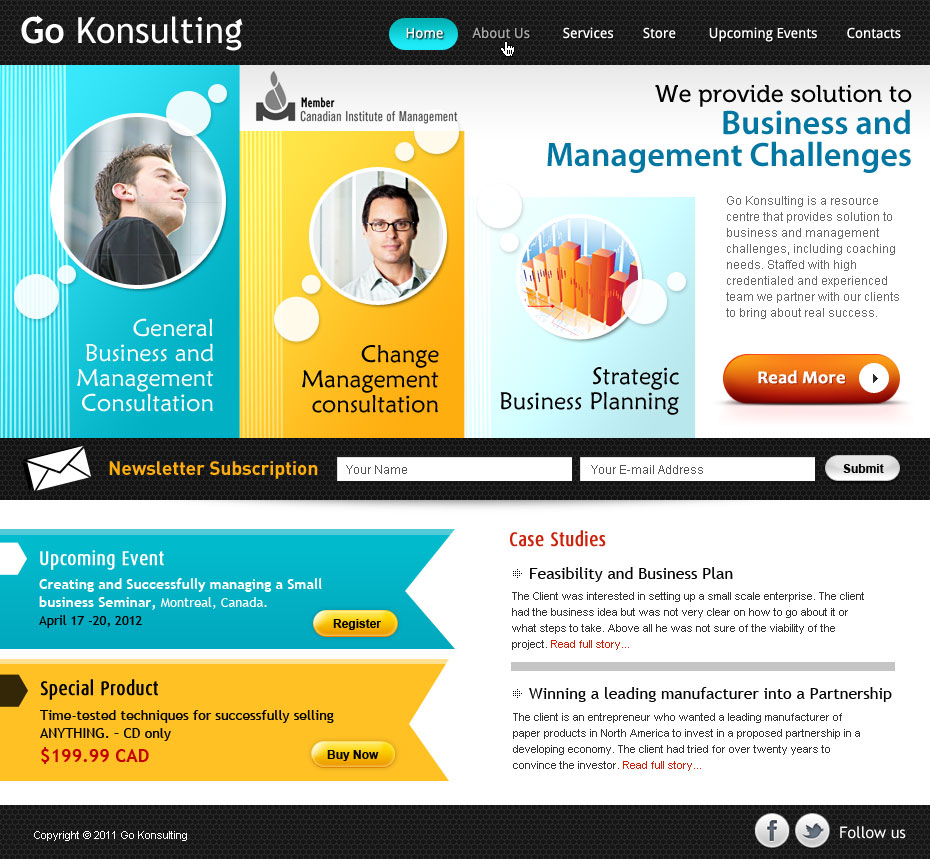 Go Konsulting
Home
About Us
Services
Store
Upcoming Events
Contacts
Member
Canadian Institute of Management
We provide solution to
Business and
Management Challenges
General
Business and
Management
Consultation
Change
Management
consultation
Strategic
Business Planning
Go Konsulting is a resource
centre that provides solution to
business and management
challenges, including coaching
needs. Staffed with high
credentialed and experienced
team we partner with our clients
to bring about real success.
Read More
Newsletter Subscription
Your Name
Your E-mail Address
Submit
Upcoming Event
Creating and Successfully managing a Small
business Seminar, Montreal, Canada.
April 17 -20, 2012
Register
Special Product
Time-tested techniques for successfully selling
ANYTHING. - CD only
$199.99 CAD
Buy Now
Case Studies
Feasibility and Business Plan
The Client was interested in setting up a small scale enterprise. The client
had the business idea but was not very clear on how to go about it or
what steps to take. Above all he was not sure of the viability of the
project. Read full story...
Winning a leading manufacturer into a Partnership
The client is an entrepreneur who wanted a leading manufacturer of
paper products in North America to invest in a proposed partnership in a
developing economy. The client had tried for over twenty years to
convince the investor. Read full story...
Copyright © 2011 Go Konsulting
f
Follow us